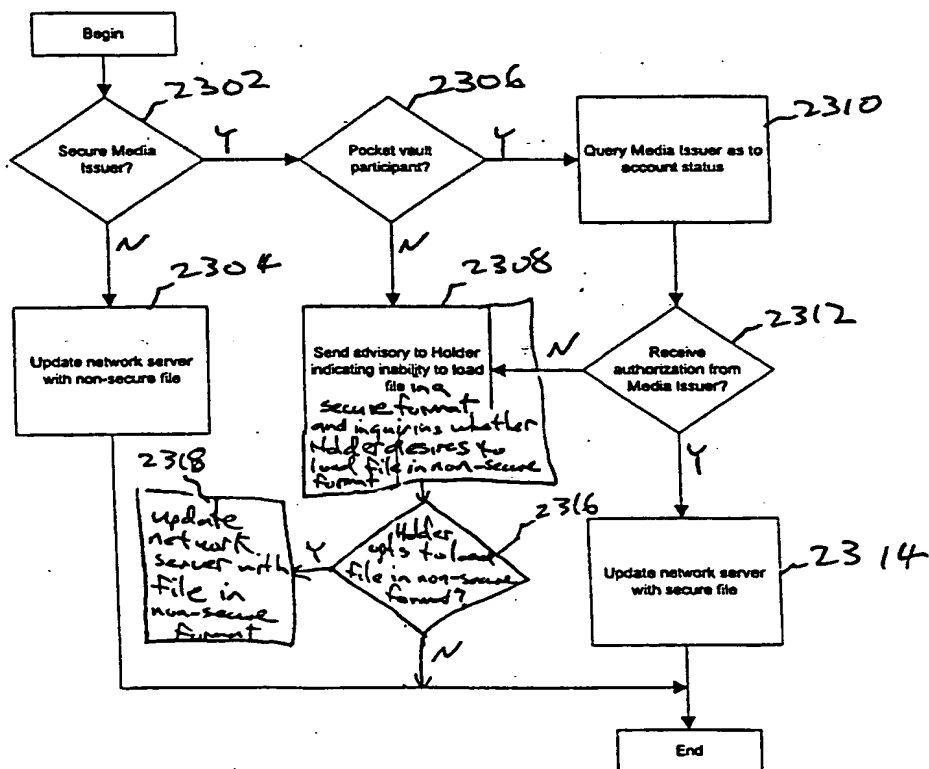 Begin
2302
2306
2310
Secure Media
Issuer?
Y
Pocket vault
participant?
Y
Query Media Issuer as to
account status
N
N
2304
2308
2312
Update network server
with non-secure file
Send advisory to Holder
indicating inability to load
file in a
secure format
and inquiring whether
Holder desires to
load file in non-secure
format
N
Receive
authorization from
Media Issuer?
2318
Y
update
network
server with
file in
non-secure
format
Y
Holder
opts to load
file in non-secure
format?
2316
Update network server
with secure file
2314
N
End